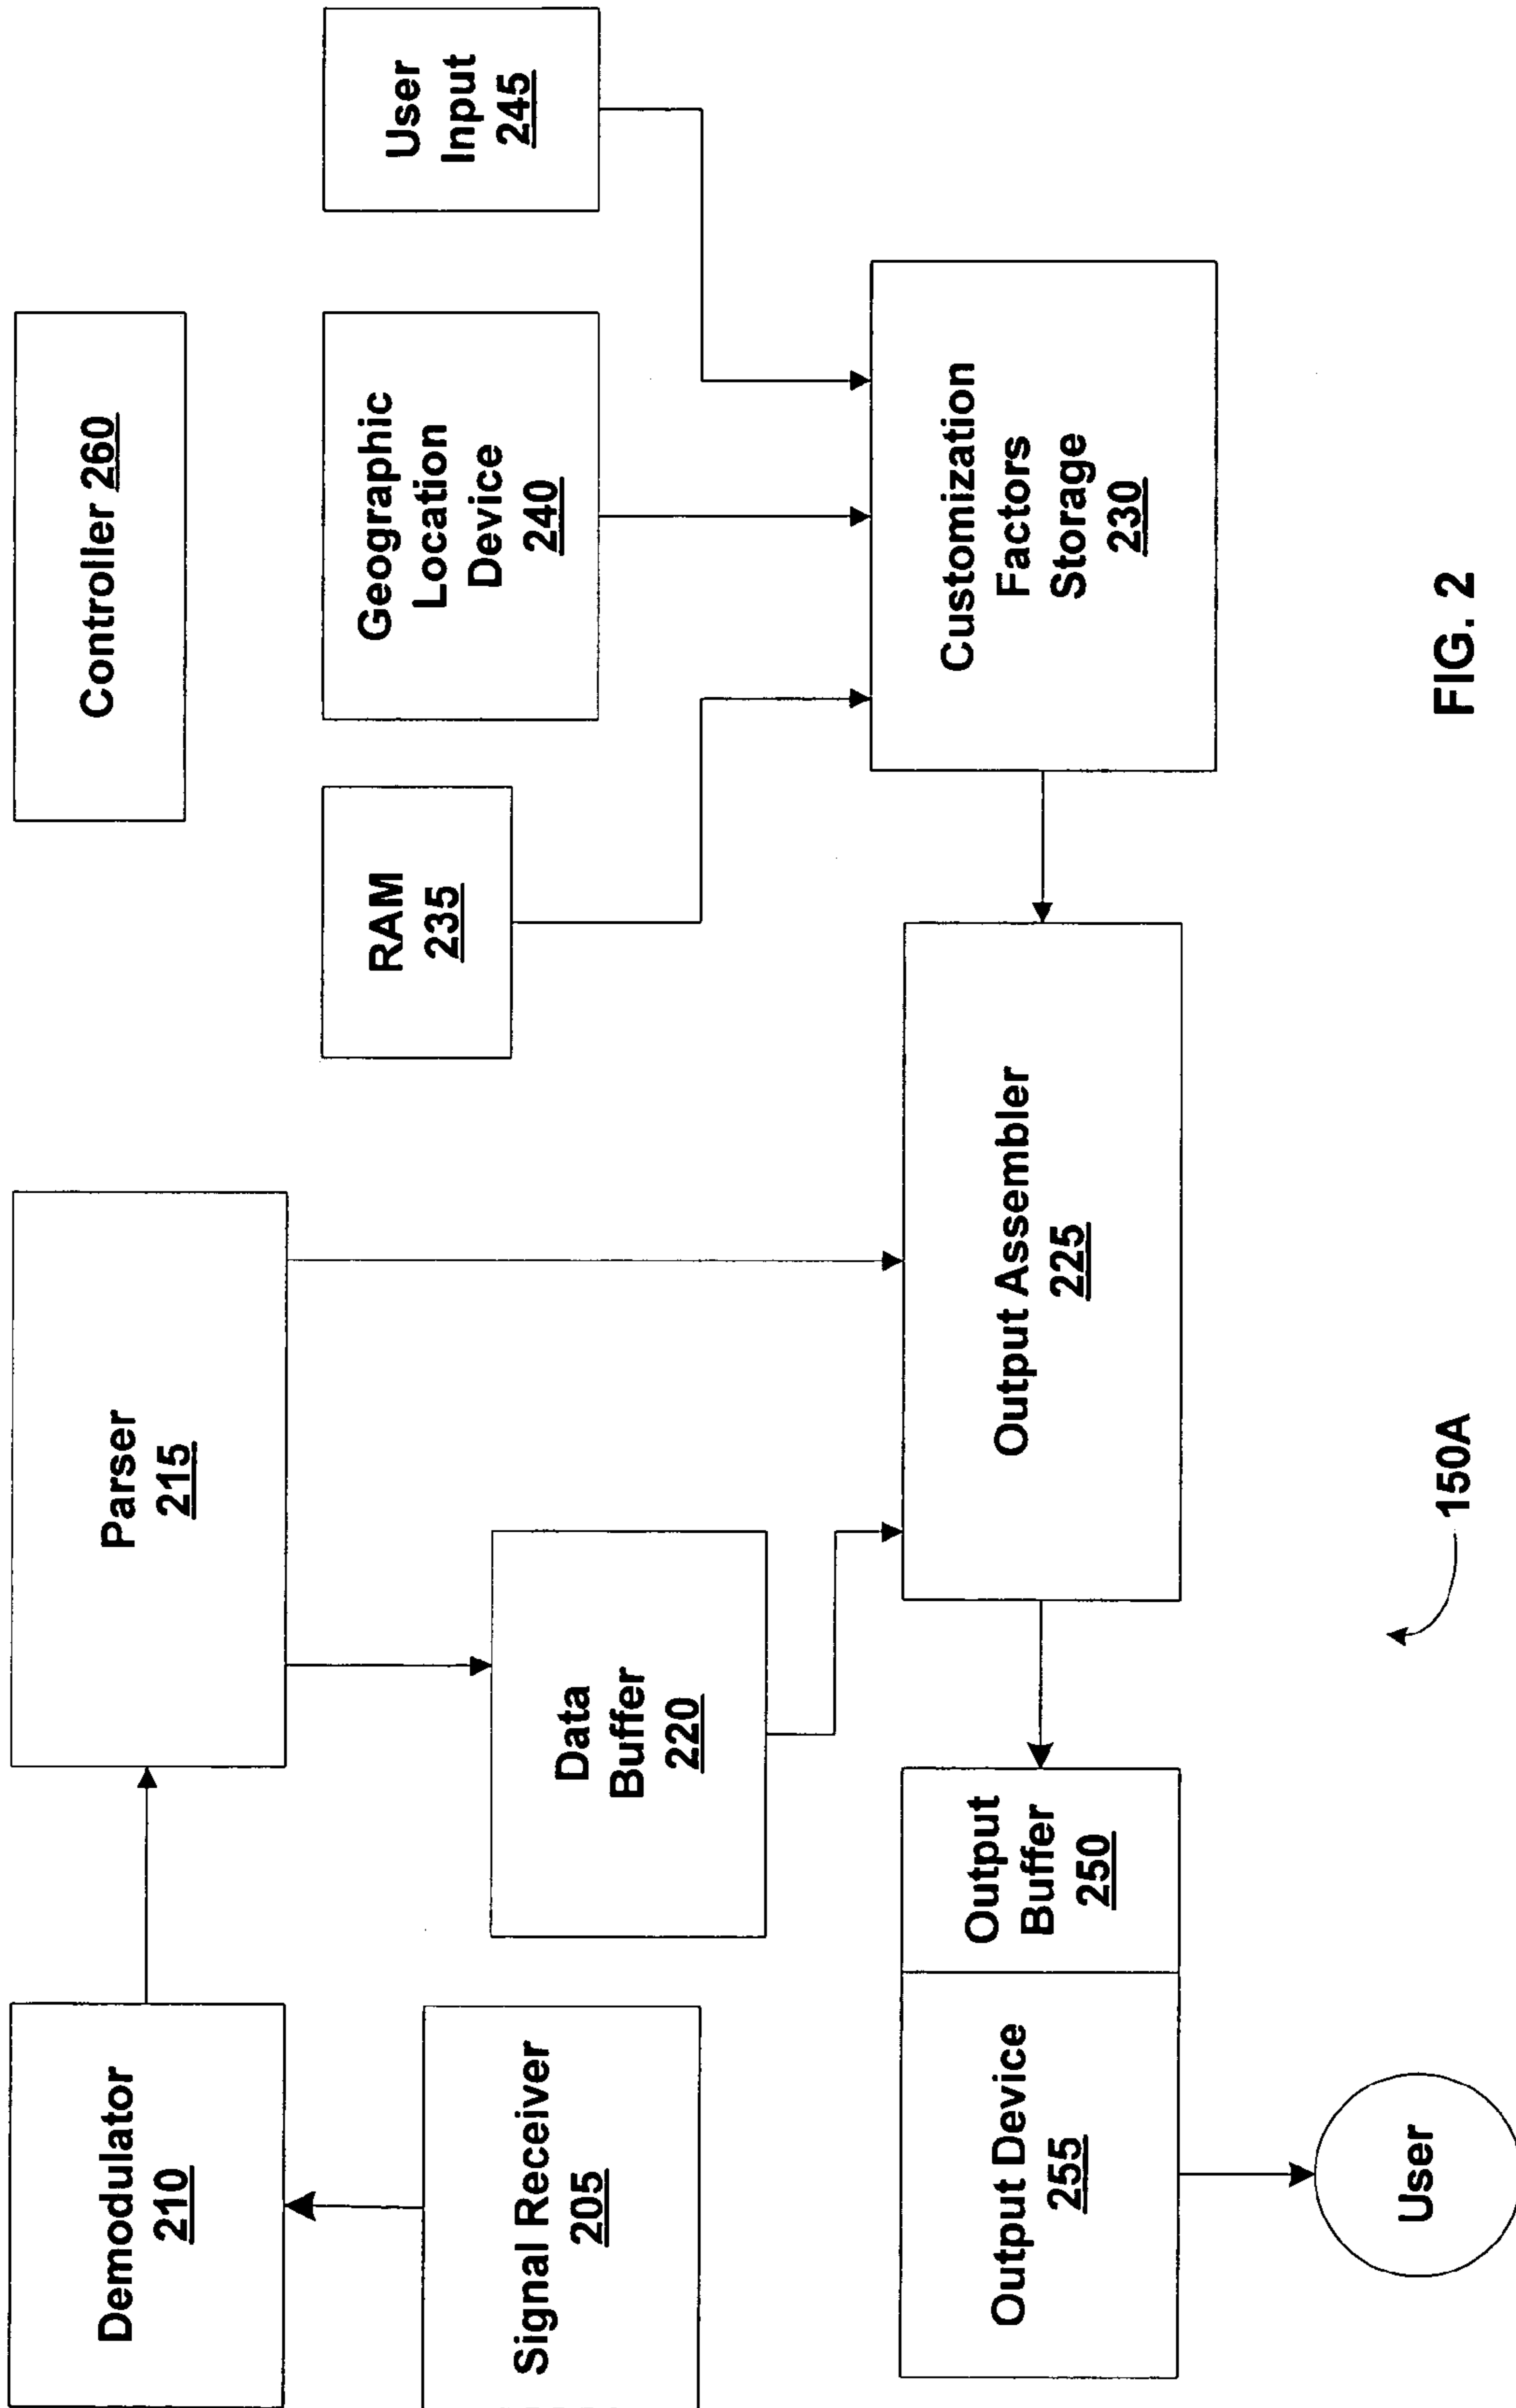 Demodulator
210
Parser
215
Controller 260
Signal Receiver
205
Data
Buffer
220
RAM
235
Geographic
Location
Device
240
User
Input
245
Output Device
255
Output
Buffer
250
Output Assembler
225
Customization
Factors
Storage
230
User
150A
FIG. 2